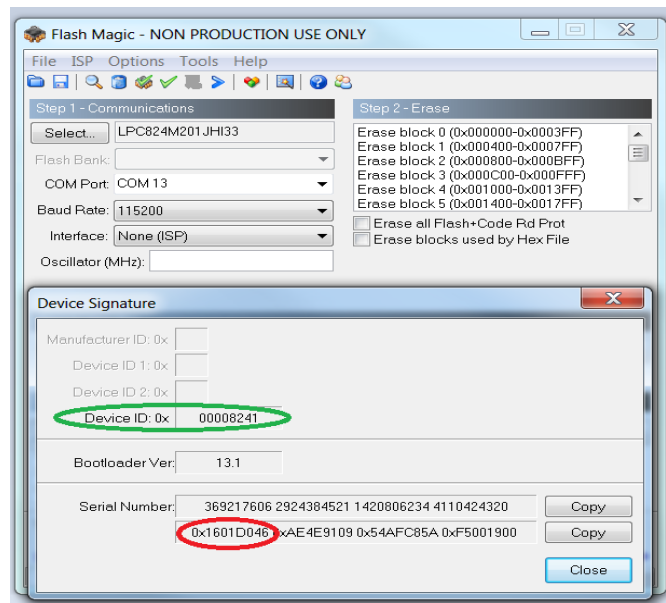 Flash Magic - NON PRODUCTION USE ONLY
File ISP Options Tools Help
Step 1 - Communications
Select... LPC824M201JHI33
Flash Bank:
COM Port: COM 13
Baud Rate: 115200
Interface: None (ISP)
Oscillator (MHz):
Step 2 - Erase
Erase block 0 (0x000000-0x0003FF)
Erase block 1 (0x000400-0x0007FF)
Erase block 2 (0x000800-0x000BFF)
Erase block 3 (0x000C00-0x000FFF)
Erase block 4 (0x001000-0x0013FF)
Erase block 5 (0x001400-0x0017FF)
Erase all Flash+Code Rd Prot
Erase blocks used by Hex File
Device Signature
Manufacturer ID: 0x
Device ID 1: 0x
Device ID 2: 0x
Device ID: 0x 00008241
Bootloader Ver: 13.1
Serial Number: 369217606 2924384521 1420806234 4110424320 Copy
0x1601D046 0xAE4E9109 0x54AFC85A 0xF5001900 Copy
Close